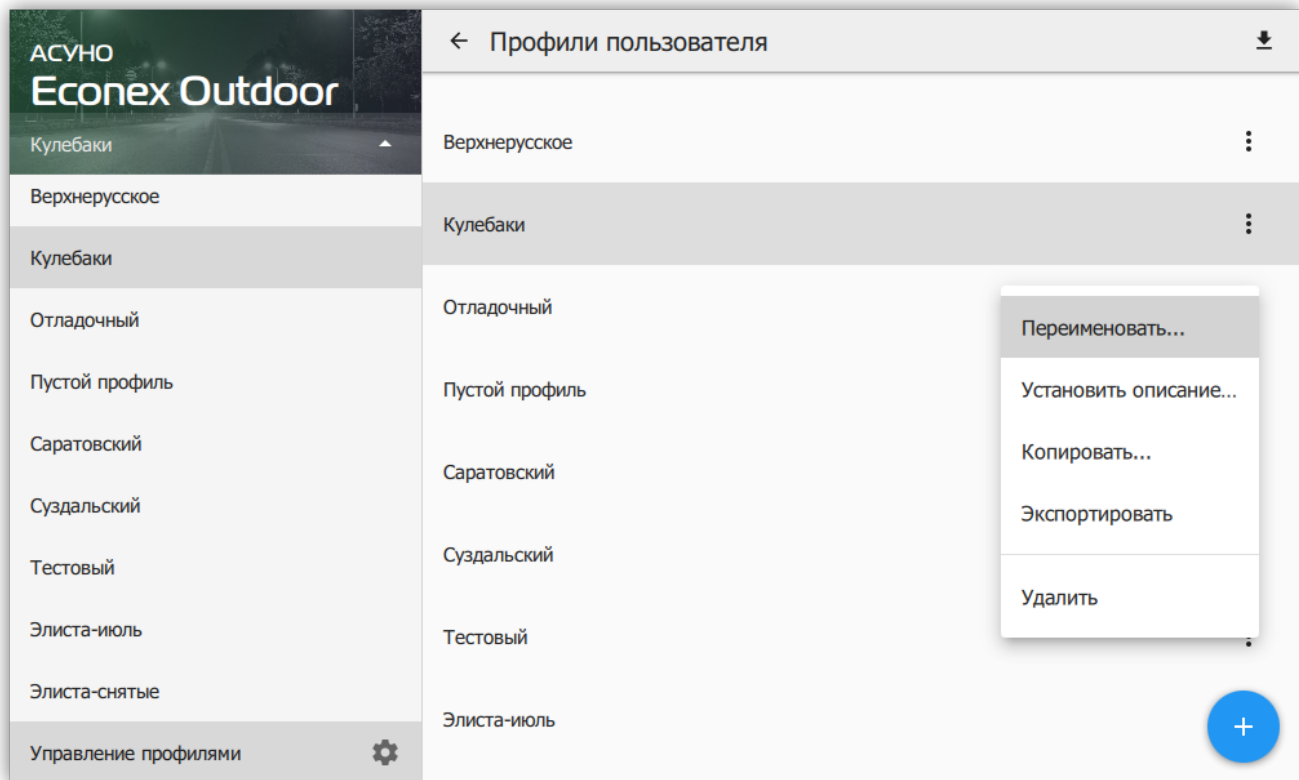 АСУНО
Econex Outdoor
Кулебаки
Верхнерусское
Кулебаки
Отладочный
Пустой профиль
Саратовский
Суздальский
Тестовый
Элиста-июль
Элиста-снятые
Управление профилями
Профили пользователя
Верхнерусское
Кулебаки
Отладочный
Пустой профиль
Саратовский
Суздальский
Тестовый
Элиста-июль
Переименовать...
Установить описание...
Копировать...
Экспортировать
Удалить